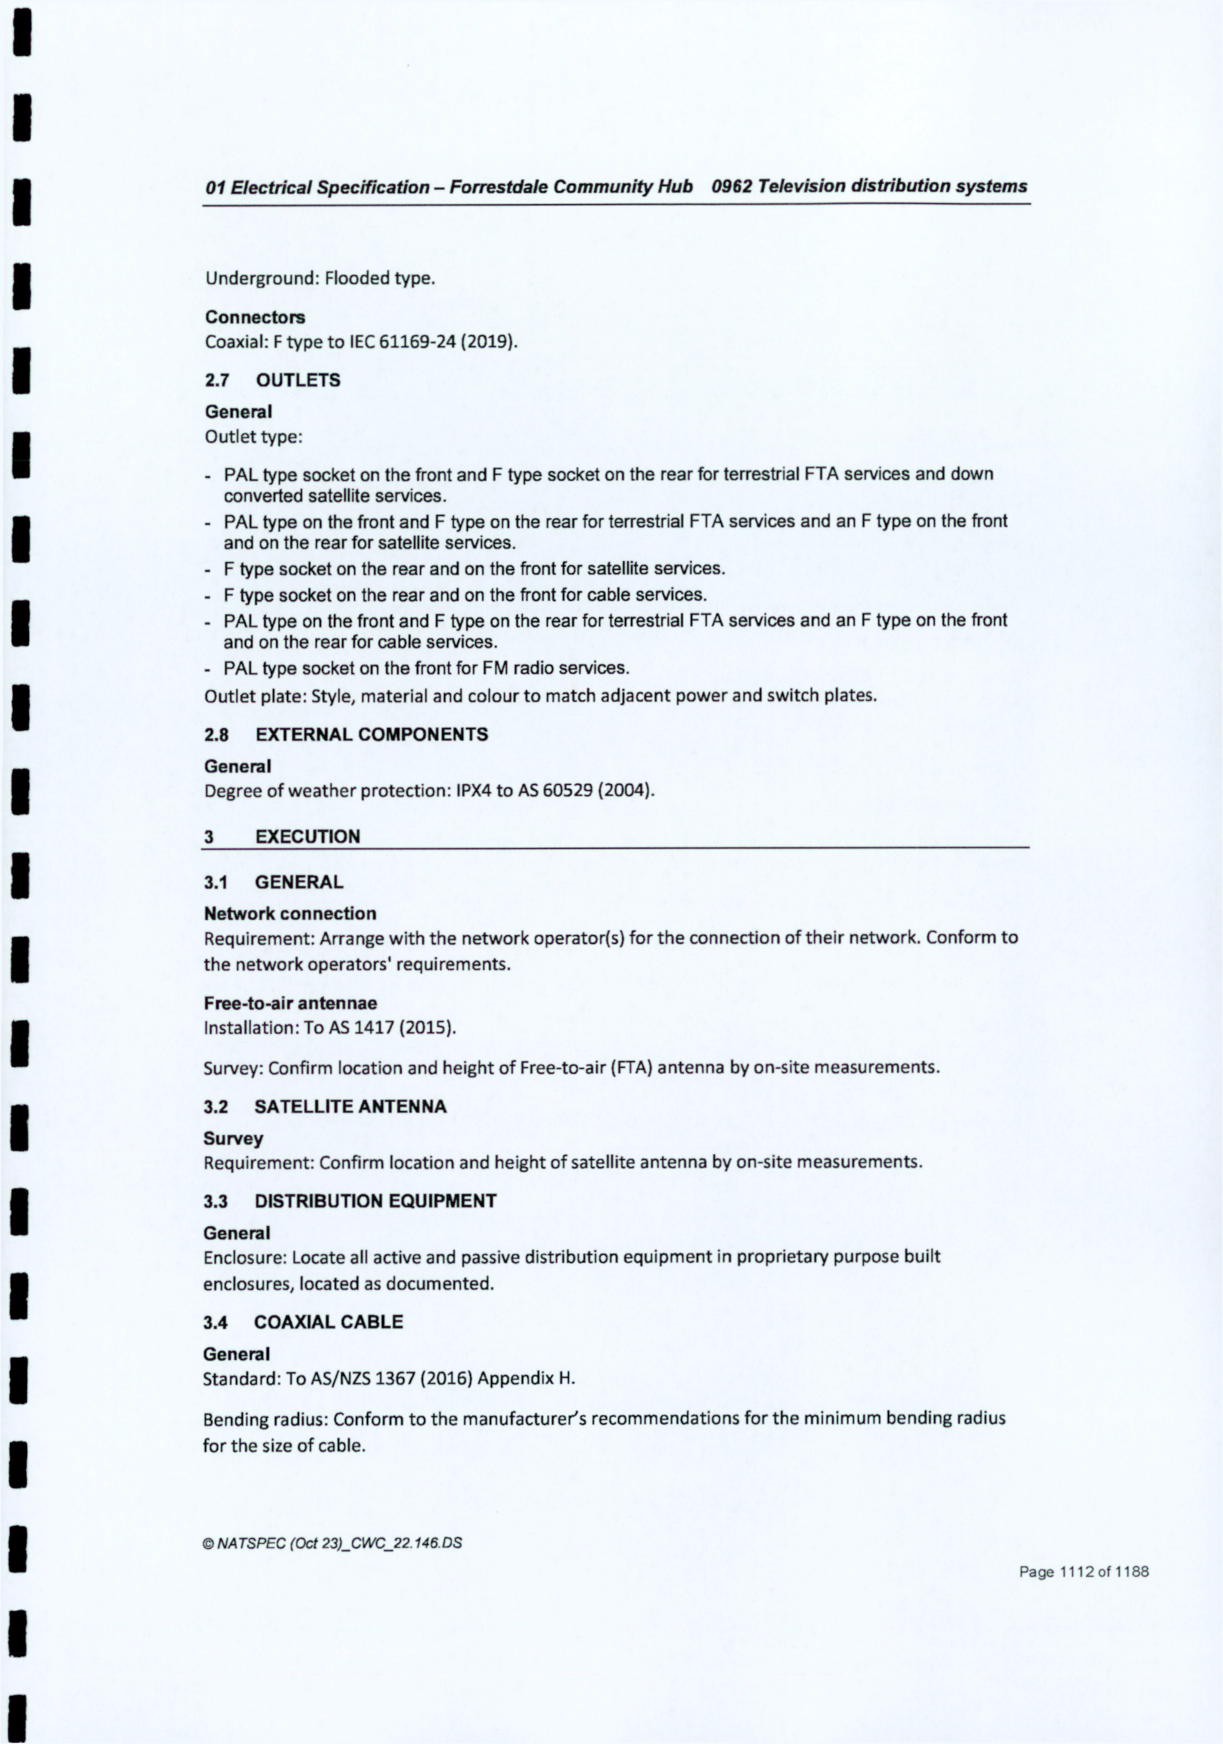 01 Electrical Specification – Forrestdale Community Hub 0962 Television distribution systems
Underground: Flooded type.
Connectors
Coaxial: F type to IEC 61169-24 (2019).
2.7 OUTLETS
General
Outlet type:
- PAL type socket on the front and F type socket on the rear for terrestrial FTA services and down
converted satellite services.
- PAL type on the front and F type on the rear for terrestrial FTA services and an F type on the front
and on the rear for satellite services.
- F type socket on the rear and on the front for satellite services.
- F type socket on the rear and on the front for cable services.
- PAL type on the front and F type on the rear for terrestrial FTA services and an F type on the front
and on the rear for cable services.
- PAL type socket on the front for FM radio services.
Outlet plate: Style, material and colour to match adjacent power and switch plates.
2.8 EXTERNAL COMPONENTS
General
Degree of weather protection: IPX4 to AS 60529 (2004).
3 EXECUTION
3.1 GENERAL
Network connection
Requirement: Arrange with the network operator(s) for the connection of their network. Conform to
the network operators' requirements.
Free-to-air antennae
Installation: To AS 1417 (2015).
Survey: Confirm location and height of Free-to-air (FTA) antenna by on-site measurements.
3.2 SATELLITE ANTENNA
Survey
Requirement: Confirm location and height of satellite antenna by on-site measurements.
3.3 DISTRIBUTION EQUIPMENT
General
Enclosure: Locate all active and passive distribution equipment in proprietary purpose built
enclosures, located as documented.
3.4 COAXIAL CABLE
General
Standard: To AS/NZS 1367 (2016) Appendix H.
Bending radius: Conform to the manufacturer's recommendations for the minimum bending radius
for the size of cable.
© NATSPEC (Oct 23)_CWC_22.146.DS
Page 1112 of 1188